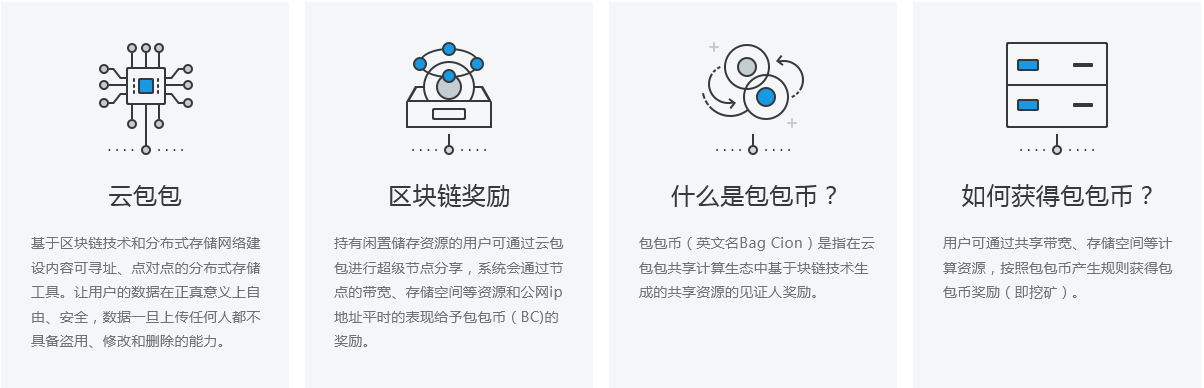 云包包
基于区块链技术和分布式存储网络建
设内容可寻址、点对点的分布式存储
工具。让用户的数据在正真意义上自
由、安全，数据一旦上传任何人都不
具备盗用、修改和删除的能力。
区块链奖励
持有闲置储存资源的用户可通过云包
包进行超级节点分享，系统会通过节
点的带宽、存储空间等资源和公网ip
地址平时的表现给予包包币（BC)的
奖励。
什么是包包币？
包包币（英文名Bag Cion）是指在云
包包共享计算生态中基于块链技术生
成的共享资源的见证人奖励。
如何获得包包币？
用户可通过共享带宽、存储空间等计
算资源，按照包包币产生规则获得包
包币奖励（即挖矿）。